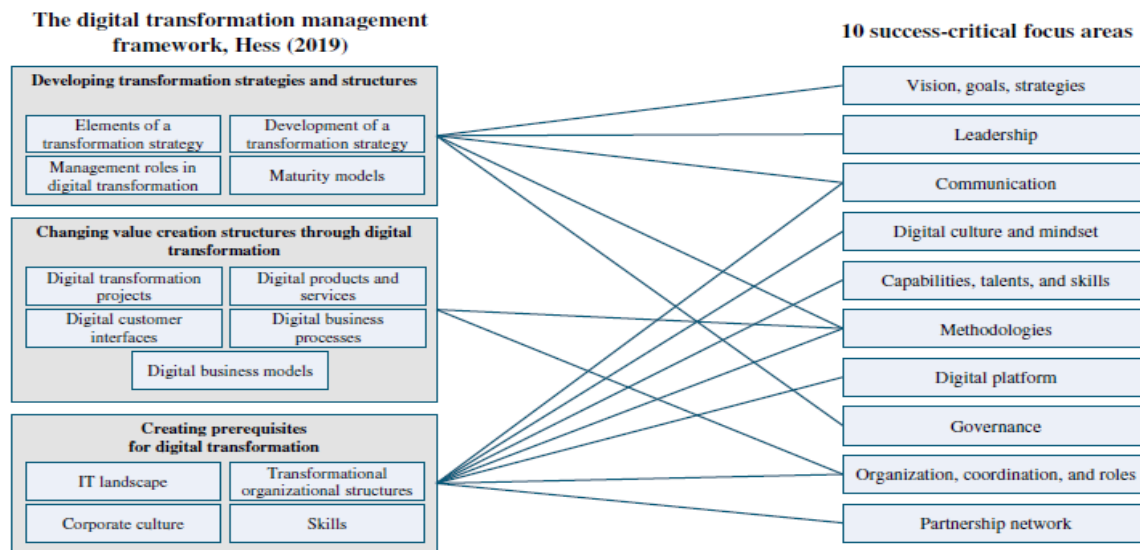 The digital transformation management
framework, Hess (2019)
Developing transformation strategies and structures
Elements of a
transformation strategy
Development of a
transformation strategy
Management roles in
digital transformation
Maturity models
Changing value creation structures through digital
transformation
Digital transformation
projects
Digital products and
services
Digital customer
interfaces
Digital business
processes
Digital business models
Creating prerequisites
for digital transformation
IT landscape
Transformational
organizational structures
Corporate culture
Skills
10 success-critical focus areas
Vision, goals, strategies
Leadership
Communication
Digital culture and mindset
Capabilities, talents, and skills
Methodologies
Digital platform
Governance
Organization, coordination, and roles
Partnership network